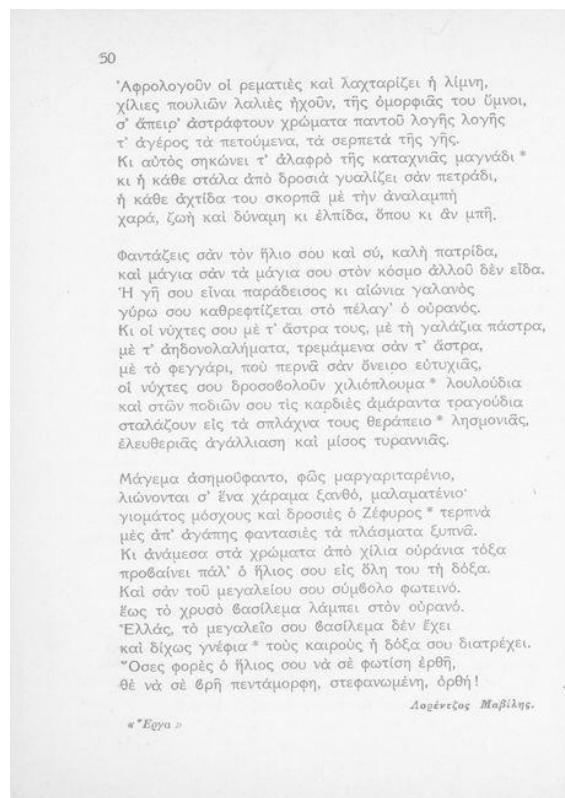 50
Ἀφρολογοῦν οἱ ρεματιὲς καὶ λαχταρίζει ἡ λίμνη,
χίλιες πουλιῶν λαλιὲς ἠχοῦν, τῆς ὀμορφιᾶς του ὕμνοι,
σ' ἄπειρ' ἀστράφτουν χρώματα παντοῦ λογῆς λογῆς
τ' ἀγέρος τὰ πετούμενα, τὰ σερπετὰ τῆς γῆς.
Κι αὐτὸς σηκώνει τ' ἀλαφρὸ τῆς καταχνιᾶς μαγνάδι *
κι ἡ κάθε στάλα ἀπὸ δροσιὰ γυαλίζει σὰν πετράδι,
ἡ κάθε ἀχτίδα του σκορπᾶ μὲ τὴν ἀναλαμπὴ
χαρά, ζωὴ καὶ δύναμη κι ἐλπίδα, ὅπου κι ἂν μπῆ.
Φαντάζεις σὰν τὸν ἥλιο σου καὶ σύ, καλὴ πατρίδα,
καὶ μάγια σὰν τὰ μάγια σου στὸν κόσμο ἀλλοῦ δὲν εἶδα.
Ἡ γῆ σου εἶναι παράδεισος κι αἰώνια γαλανὸς
γύρω σου καθρεφτίζεται στὸ πέλαγ' ὁ οὐρανός.
Κι οἱ νύχτες σου μὲ τ' ἄστρα τους, μὲ τὴ γαλάζια πάστρα,
μὲ τ' ἀηδονολαλήματα, τρεμάμενα σὰν τ' ἄστρα,
μὲ τὸ φεγγάρι, ποὺ περνᾶ σὰν ὄνειρο εὐτυχιᾶς,
οἱ νύχτες σου δροσοβολοῦν χιλιόπλουμα * λουλούδια
καὶ στῶν ποδιῶν σου τὶς καρδιὲς ἀμάραντα τραγούδια
σταλάζουν εἰς τὰ σπλάχνα τους θεράπειο * λησμονιᾶς,
ἐλευθεριᾶς ἀγάλλιαση καὶ μίσος τυραννιᾶς.
Μάγεμα ἀσημοΰφαντο, φῶς μαργαριταρένιο,
λιώνονται σ' ἕνα χάραμα ξανθό, μαλαματένιο·
γιομάτος μόσχους καὶ δροσιὲς ὁ Ζέφυρος * τερπνὰ
μὲς ἀπ' ἀγάπης φαντασιὲς τὰ πλάσματα ξυπνᾶ.
Κι ἀνάμεσα στὰ χρώματα ἀπὸ χίλια οὐράνια τόξα
προβαίνει πάλ' ὁ ἥλιος σου εἰς ὅλη του τὴ δόξα.
Καὶ σὰν τοῦ μεγαλείου σου σύμβολο φωτεινό.
ἕως τὸ χρυσὸ βασίλεμα λάμπει στὸν οὐρανό.
Ἑλλάς, τὸ μεγαλεῖο σου βασίλεμα δὲν ἔχει
καὶ δίχως γνέφια * τοὺς καιροὺς ἡ δόξα σου διατρέχει.
Ὅσες φορὲς ὁ ἥλιος σου νὰ σὲ φωτίση ἐρθῆ,
θὲ νὰ σὲ βρῆ πεντάμορφη, στεφανωμένη, ὀρθή!
Λορέντζος Μαβίλης.
«Ἔργα»